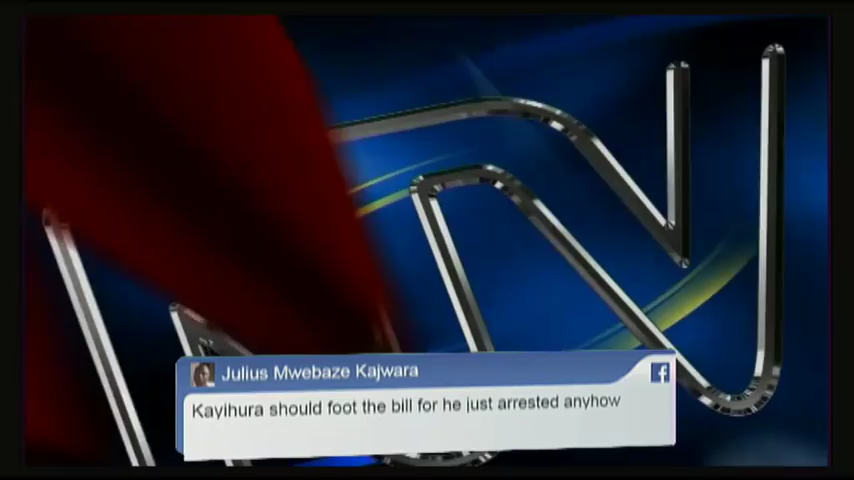 Julius Mwebaze Kajwara
Kayihura should foot the bill for he just arrested anyhow